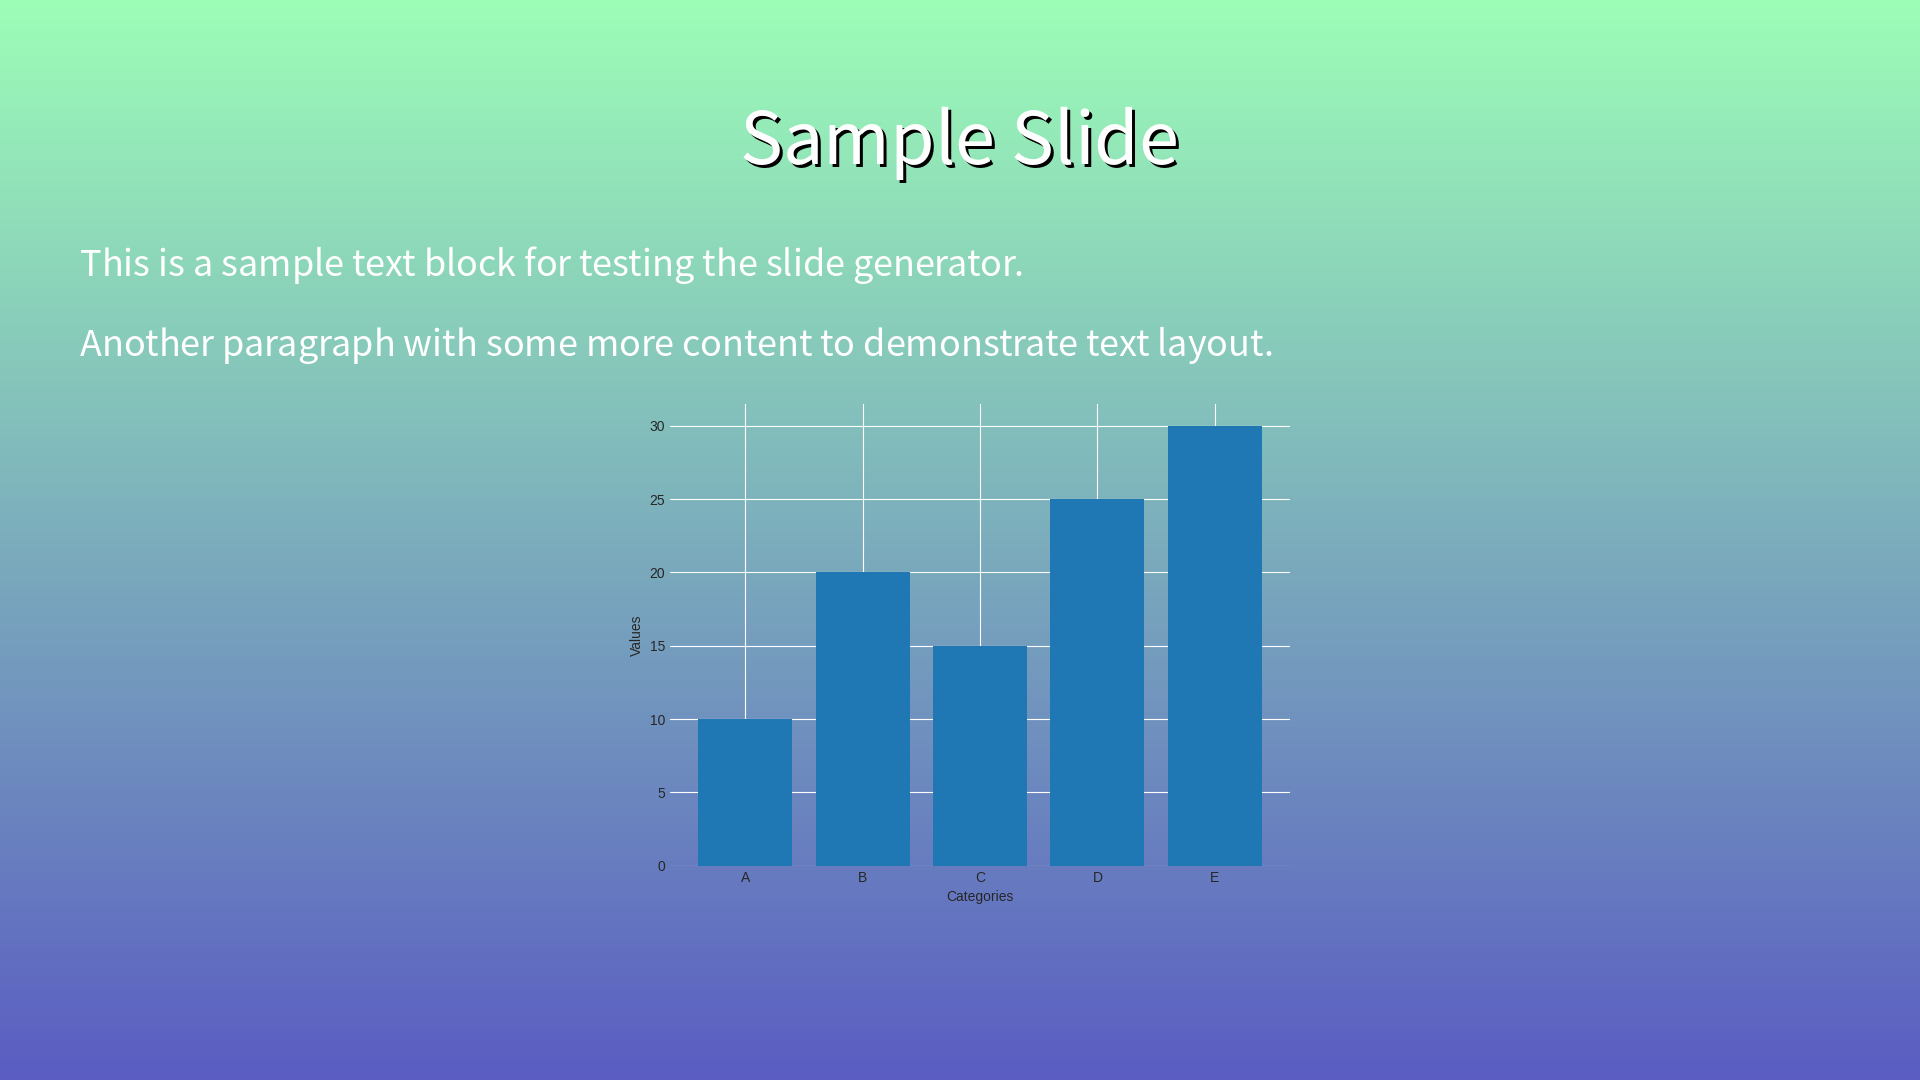 Sample Slide
This is a sample text block for testing the slide generator.
Another paragraph with some more content to demonstrate text layout.
30
25
20
15
10
5
0
Values
A B C D E
Categories